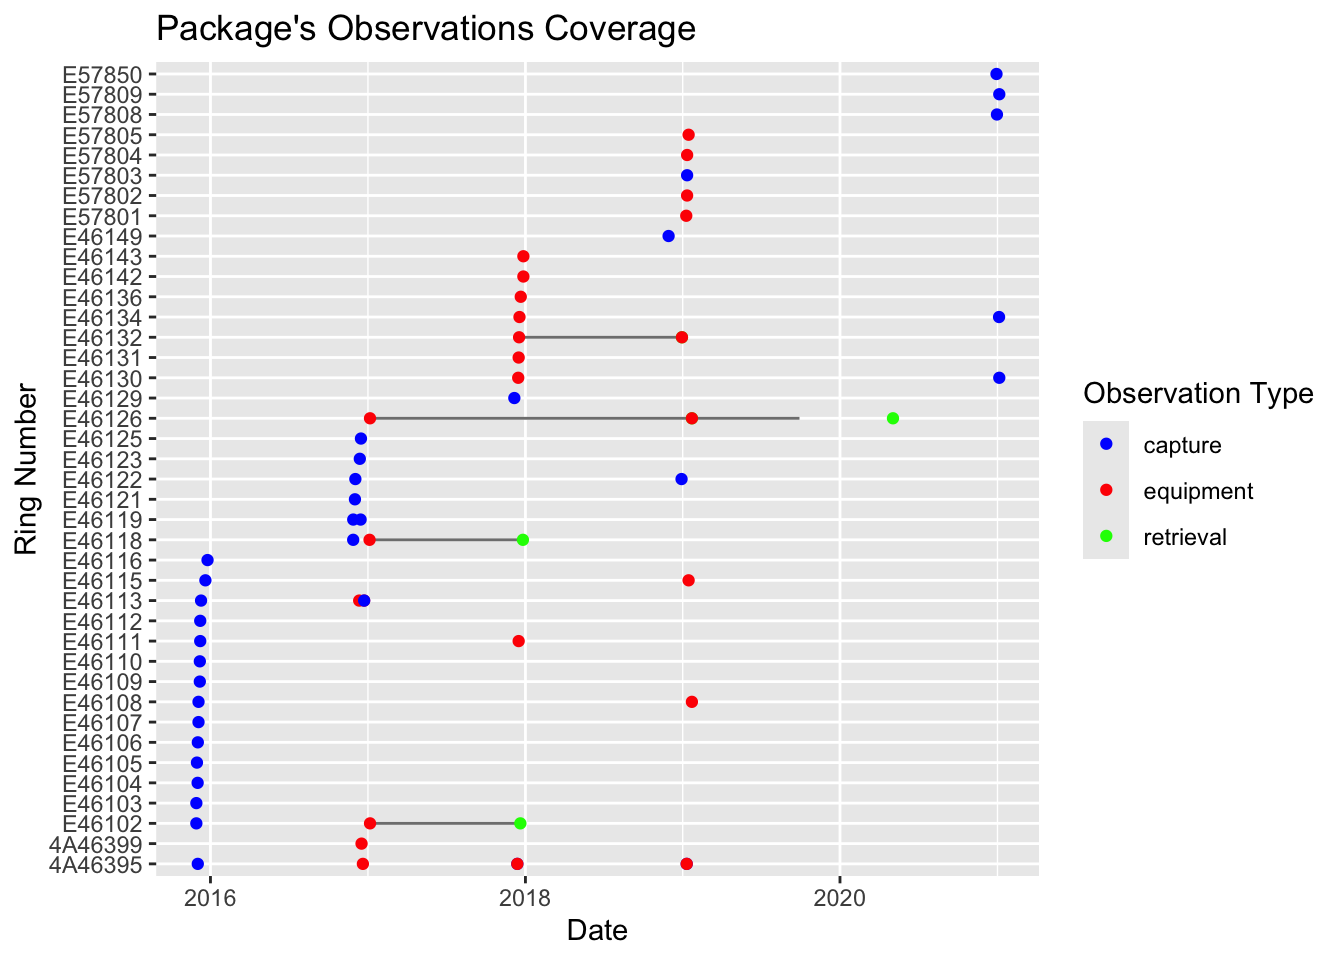 Package's Observations Coverage
E57850
E57809
E57808
E57805
E57804
E57803
E57802
E57801
E46149
E46143
E46142
E46136
E46134
E46132
E46131
E46130
E46129
E46126
E46125
E46123
E46122
E46121
E46119
E46118
E46116
E46115
E46113
E46112
E46111
E46110
E46109
E46108
E46107
E46106
E46105
E46104
E46103
E46102
4A46399
4A46395
Ring Number
2016 2018 2020
Date
Observation Type
capture
equipment
retrieval